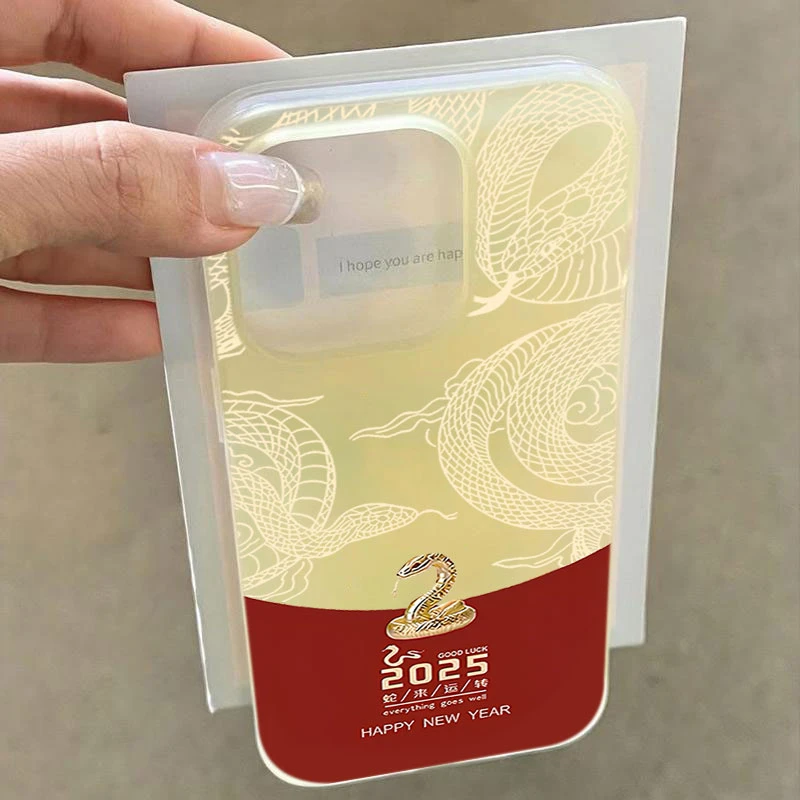 I hope you are hap
GOOD LUCK
2025
蛇/来/运/转
everything goes well
HAPPY NEW YEAR